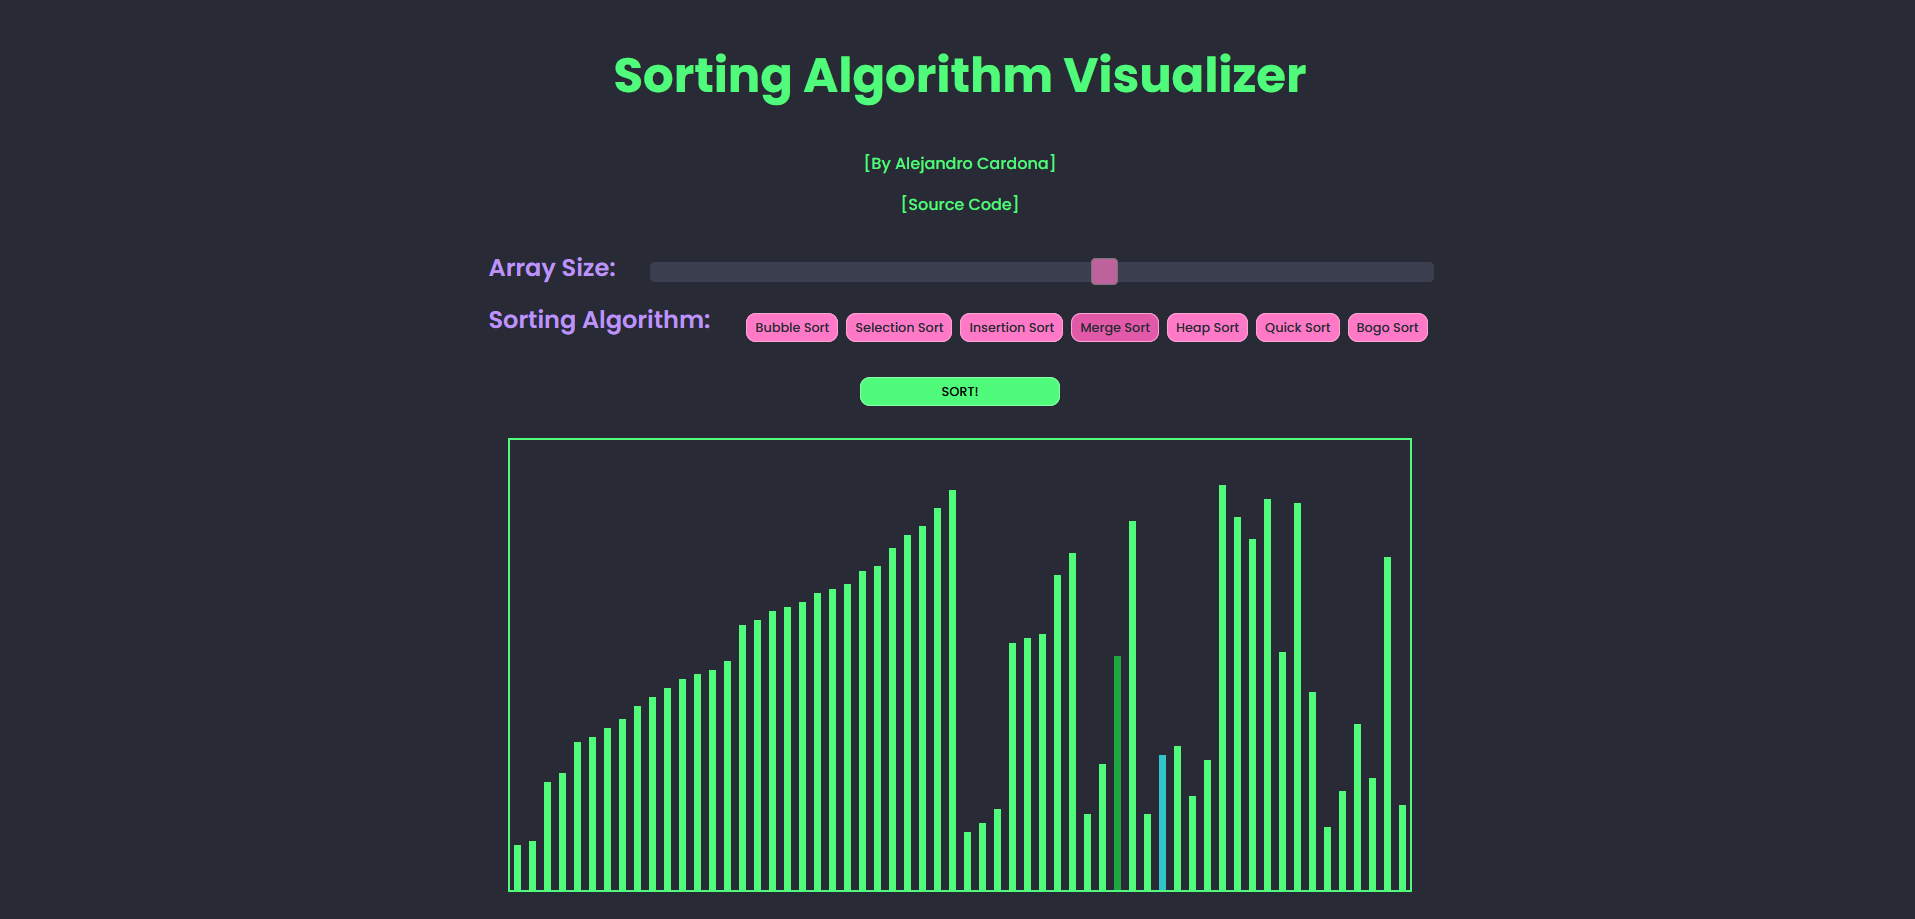 Sorting Algorithm Visualizer
[By Alejandro Cardona]
[Source Code]
Array Size:
Sorting Algorithm: Bubble Sort Selection Sort Insertion Sort Merge Sort Heap Sort Quick Sort Bogo Sort
SORT!